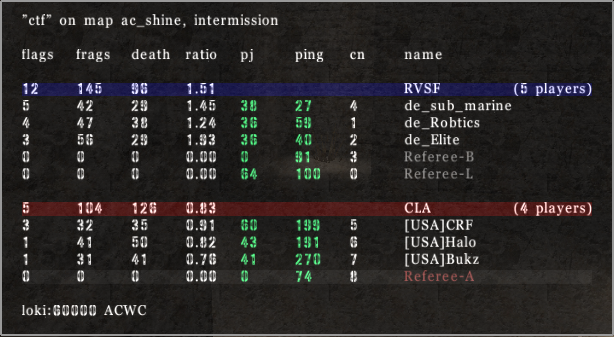 "ctf" on map ac_shine, intermission
flags frags death ratio pj ping cn name
12 145 96 1.51 RVSF (5 players)
5 42 29 1.45 38 27 4 de_sub_marine
4 47 38 1.24 36 59 1 de_Robtics
3 56 29 1.93 36 40 2 de_Elite
0 0 0 0.00 0 91 3 Referee-B
0 0 0 0.00 64 100 0 Referee-L
5 104 126 0.83 CLA (4 players)
3 32 35 0.91 60 199 5 [USA]CRF
1 41 50 0.82 43 191 6 [USA]Halo
1 31 41 0.76 41 270 7 [USA]Bukz
0 0 0 0.00 0 74 8 Referee-A
loki:60000 ACWC